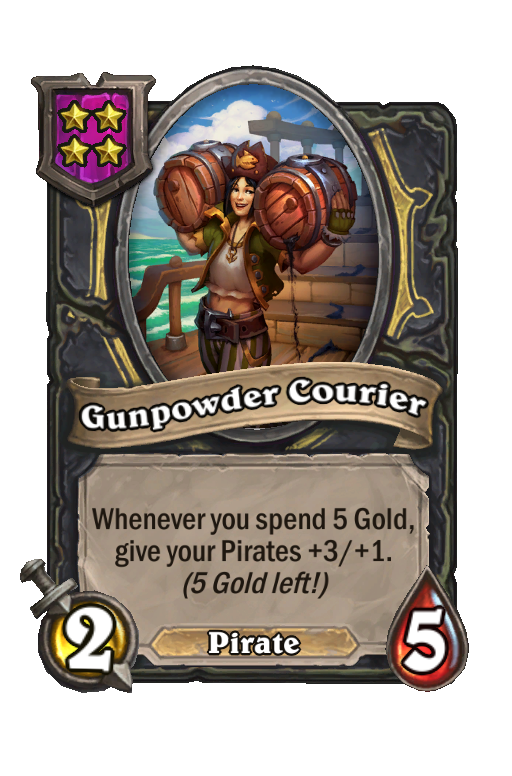 Gunpowder Courier
Whenever you spend 5 Gold,
give your Pirates +3/+1.
(5 Gold left!)
Pirate
2
5